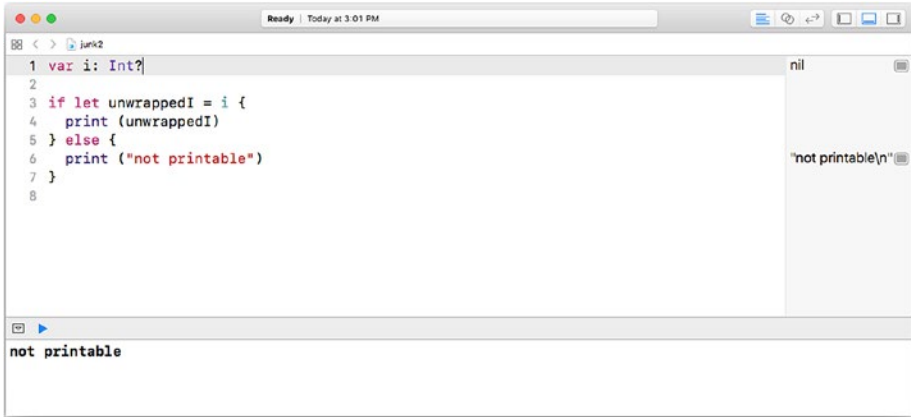 Ready | Today at 3:01 PM
junk2
1 var i: Int?
nil
2
3 if let unwrappedI = i {
4 print (unwrappedI)
5 } else {
6 print ("not printable")
"not printable\n"
7 }
8
not printable